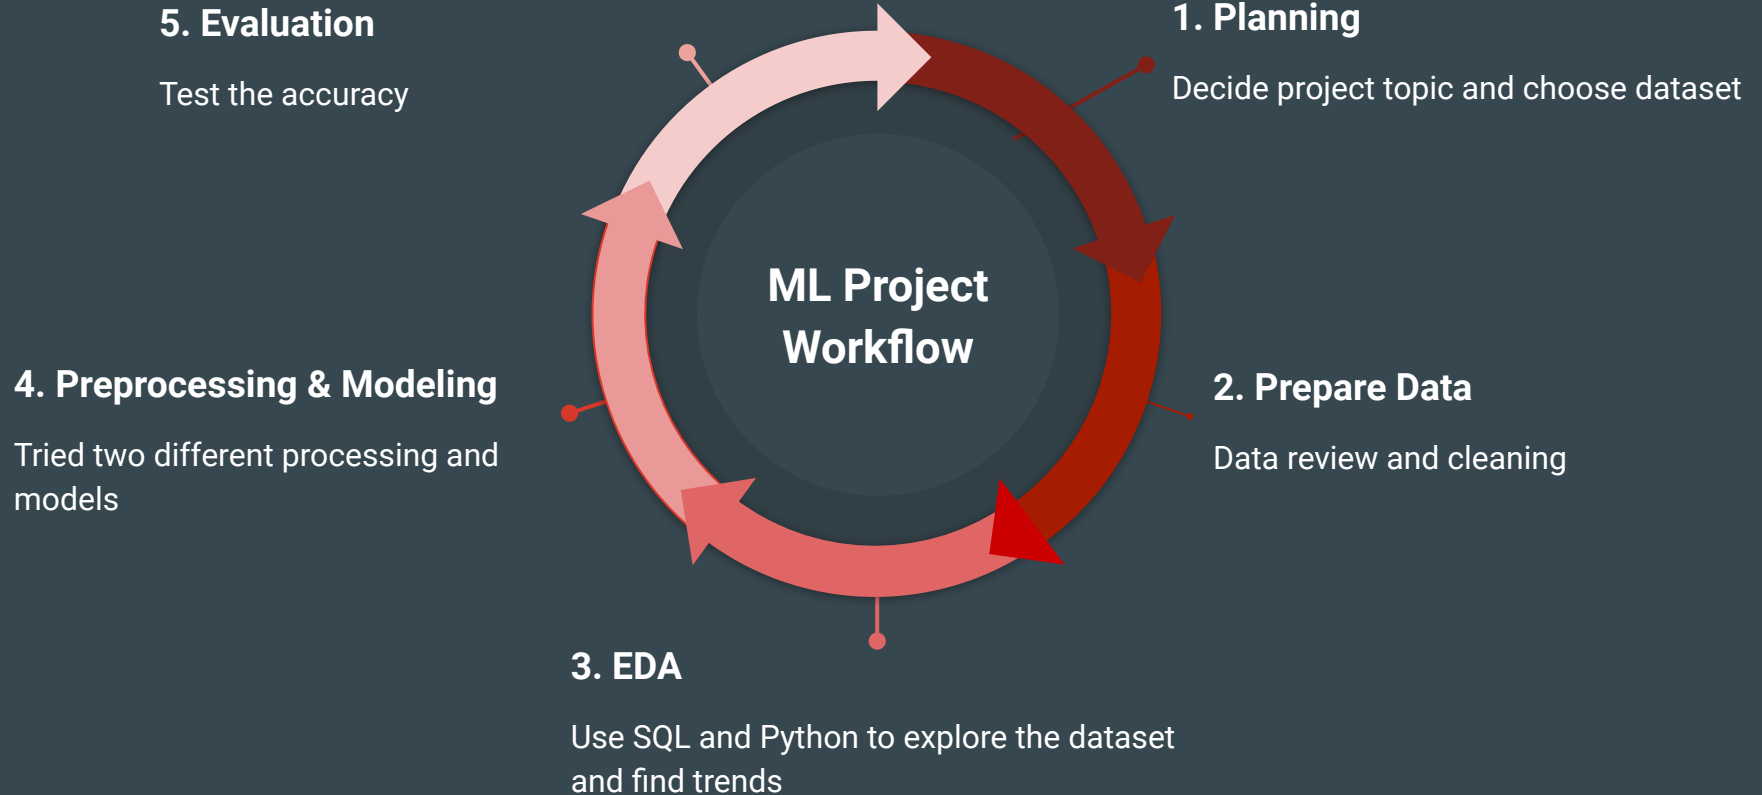 ML Project
Workflow
1. Planning
Decide project topic and choose dataset
2. Prepare Data
Data review and cleaning
3. EDA
Use SQL and Python to explore the dataset
and find trends
4. Preprocessing & Modeling
Tried two different processing and
models
5. Evaluation
Test the accuracy